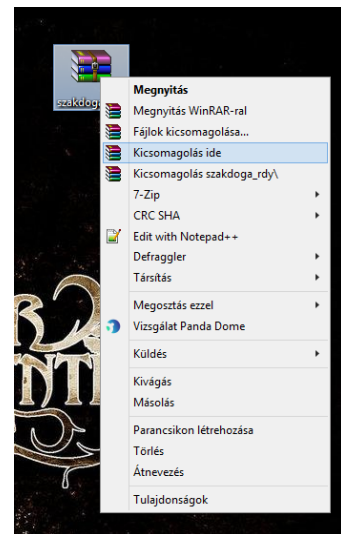 szakdoga
Megnyitás
Megnyitás WinRAR-ral
Fájlok kicsomagolása...
Kicsomagolás ide
Kicsomagolás szakdoga_rdy\
7-Zip
CRC SHA
Edit with Notepad++
Defraggler
Társítás
Megosztás ezzel
Vizsgálat Panda Dome
Küldés
Kivágás
Másolás
Parancsikon létrehozása
Törlés
Átnevezés
Tulajdonságok